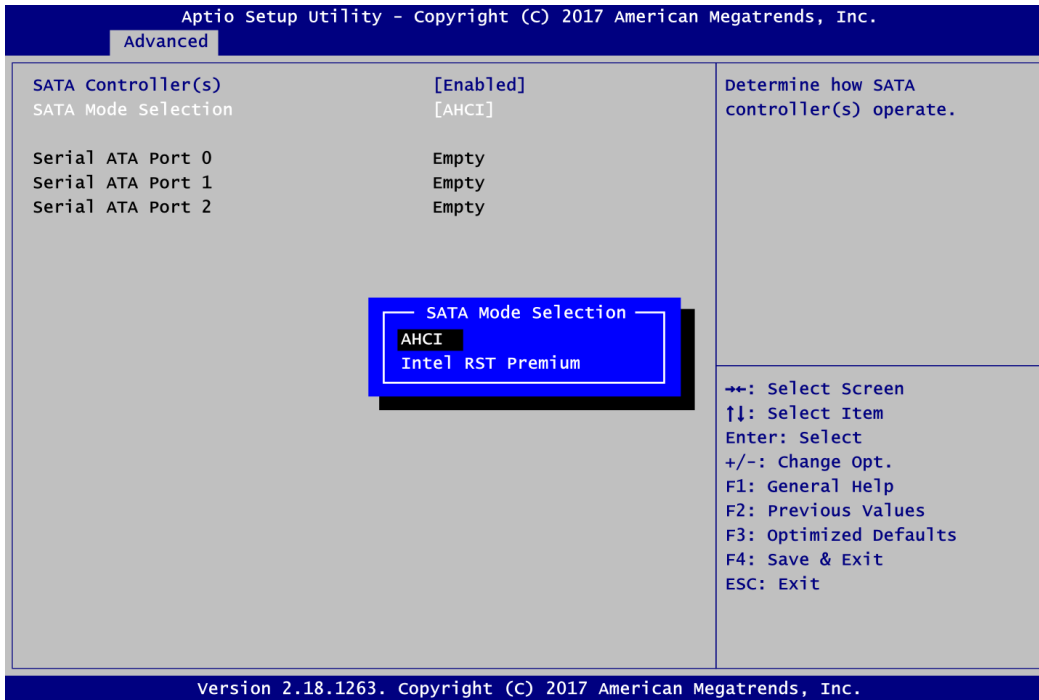 Aptio Setup Utility - Copyright (C) 2017 American Megatrends, Inc.
Advanced
SATA Controller(s) [Enabled]
SATA Mode Selection [AHCI]
Serial ATA Port 0 Empty
Serial ATA Port 1 Empty
Serial ATA Port 2 Empty
SATA Mode Selection
AHCI
Intel RST Premium
Determine how SATA
controller(s) operate.
→←: Select Screen
↑↓: Select Item
Enter: Select
+/-: Change Opt.
F1: General Help
F2: Previous Values
F3: Optimized Defaults
F4: Save & Exit
ESC: Exit
Version 2.18.1263. Copyright (C) 2017 American Megatrends, Inc.